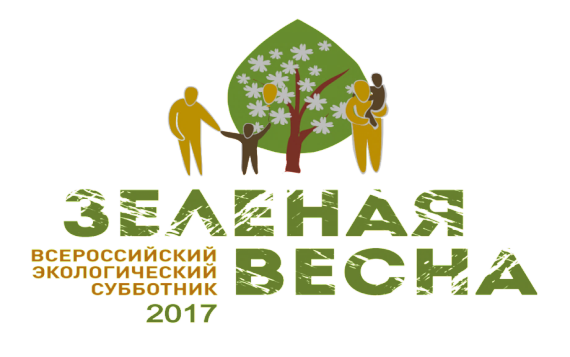 ЗЕЛЕНАЯ
ВСЕРОССИЙСКИЙ
ЭКОЛОГИЧЕСКИЙ
СУББОТНИК
2017
ВЕСНА